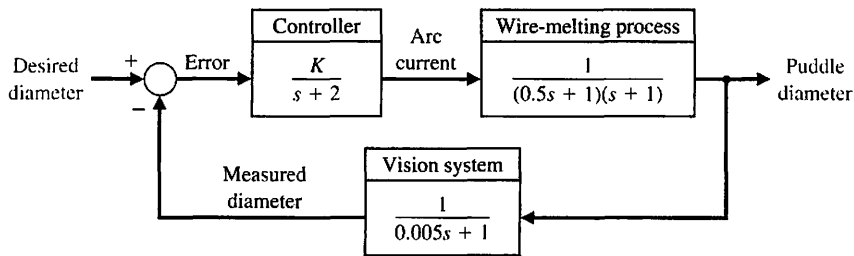 Controller
Wire-melting process
Desired
diameter
+
−
Error
K
s + 2
Arc
current
1
(0.5s + 1)(s + 1)
Puddle
diameter
Measured
diameter
Vision system
1
0.005s + 1